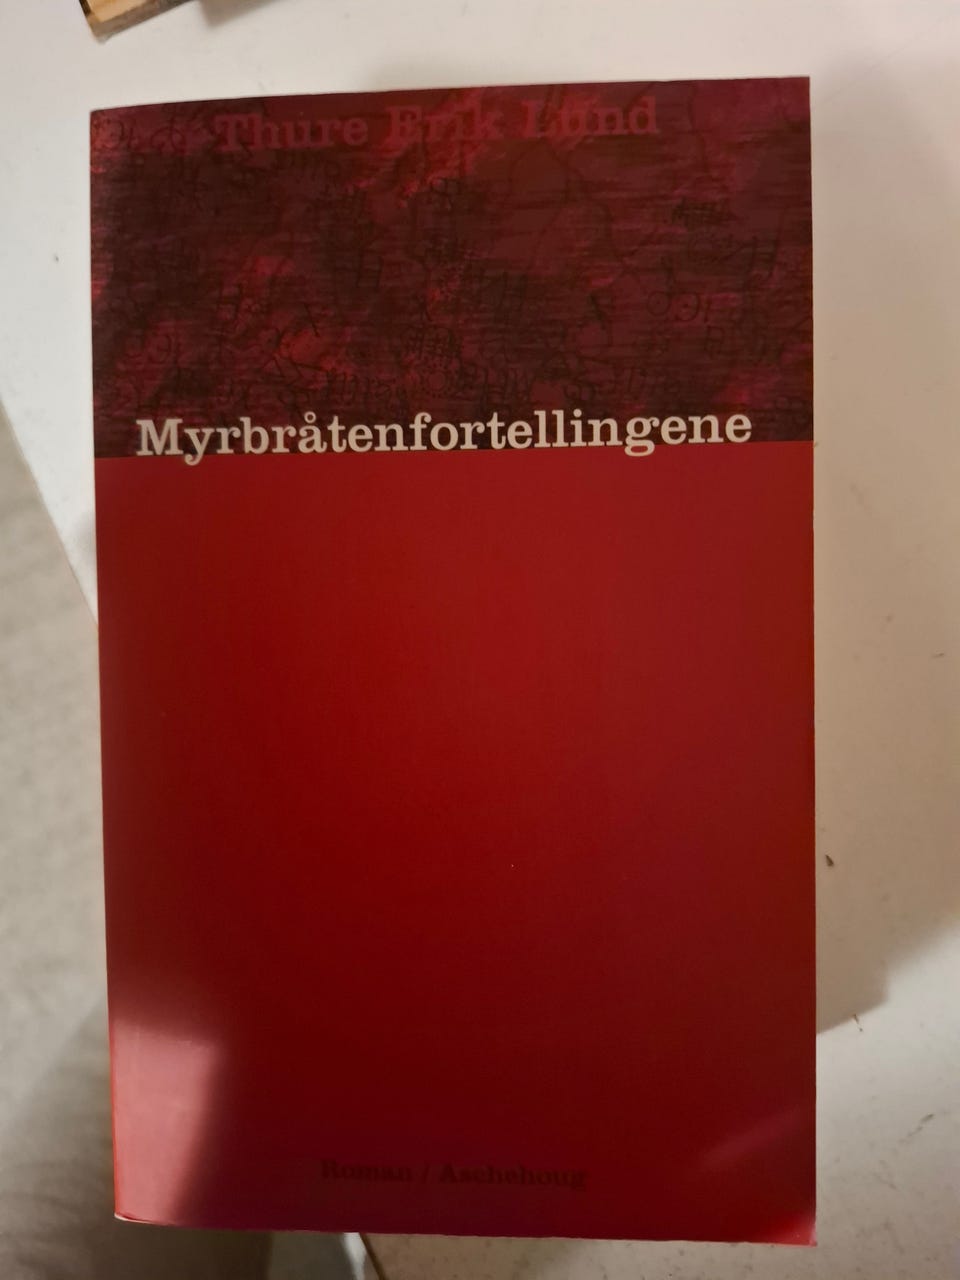 Thure Erik Lund
Myrbråtenfortellingene
Roman / Aschehoug